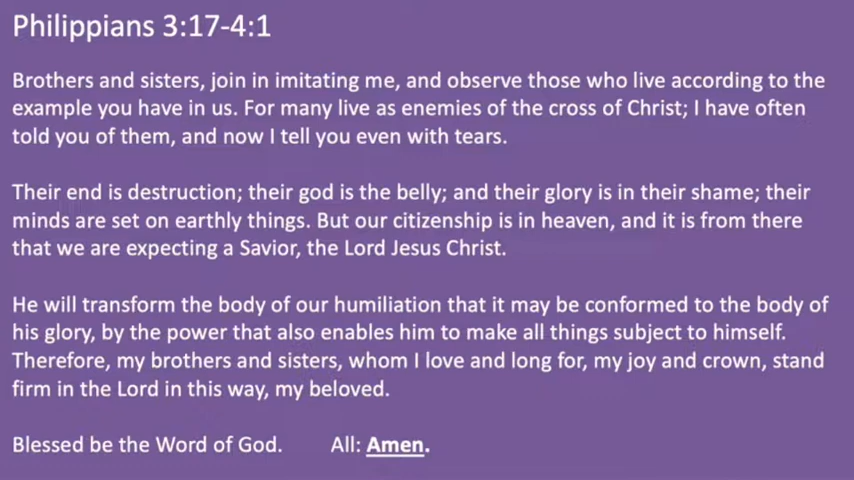 Philippians 3:17-4:1
Brothers and sisters, join in imitating me, and observe those who live according to the
example you have in us. For many live as enemies of the cross of Christ; I have often
told you of them, and now I tell you even with tears.
Their end is destruction; their god is the belly; and their glory is in their shame; their
minds are set on earthly things. But our citizenship is in heaven, and it is from there
that we are expecting a Savior, the Lord Jesus Christ.
He will transform the body of our humiliation that it may be conformed to the body of
his glory, by the power that also enables him to make all things subject to himself.
Therefore, my brothers and sisters, whom I love and long for, my joy and crown, stand
firm in the Lord in this way, my beloved.
Blessed be the Word of God. All: Amen.